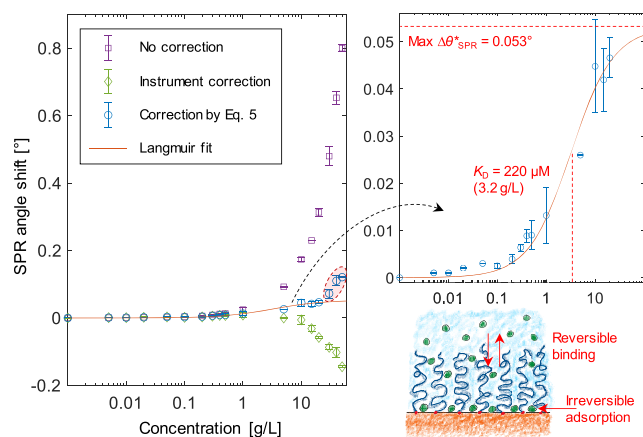 SPR angle shift [°]
0.8
0.6
0.4
0.2
0
-0.2
No correction
Instrument correction
Correction by Eq. 5
Langmuir fit
0.01
0.1
1
10
Concentration [g/L]
0.05
0.04
0.03
0.02
0.01
0
Max Δθ*SPR = 0.053°
KD = 220 µM
(3.2 g/L)
0.01
0.1
1
10
Reversible
binding
Irreversible
adsorption